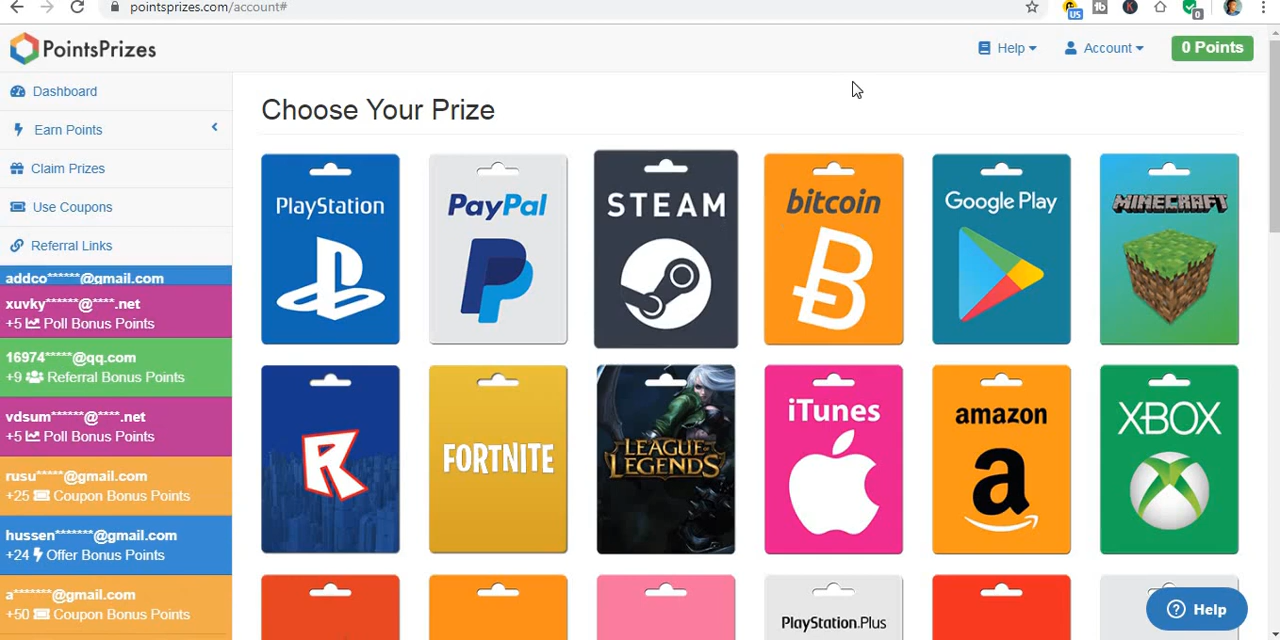 pointsprizes.com/account#
US
tb
K
0
PointsPrizes
Help
Account
0 Points
Dashboard
Earn Points
Claim Prizes
Use Coupons
Referral Links
addco******@gmail.com
xuvky******@****.net
+5 Poll Bonus Points
16974*****@qq.com
+9 Referral Bonus Points
vdsum******@****.net
+5 Poll Bonus Points
rusu*****@gmail.com
+25 Coupon Bonus Points
hussen*******@gmail.com
+24 Offer Bonus Points
a*******@gmail.com
+50 Coupon Bonus Points
Choose Your Prize
PlayStation
PayPal
STEAM
bitcoin
Google Play
MINECRAFT
R
FORTNITE
LEAGUE OF
LEGENDS
iTunes
amazon
a
XBOX
PlayStation.Plus
Help